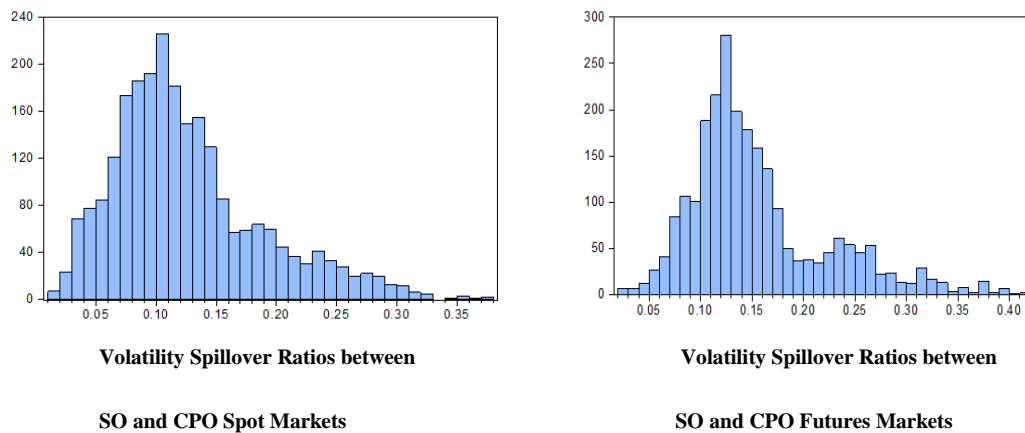 240
200
160
120
80
40
0
0.05 0.10 0.15 0.20 0.25 0.30 0.35
Volatility Spillover Ratios between
SO and CPO Spot Markets
300
250
200
150
100
50
0
0.05 0.10 0.15 0.20 0.25 0.30 0.35 0.40
Volatility Spillover Ratios between
SO and CPO Futures Markets